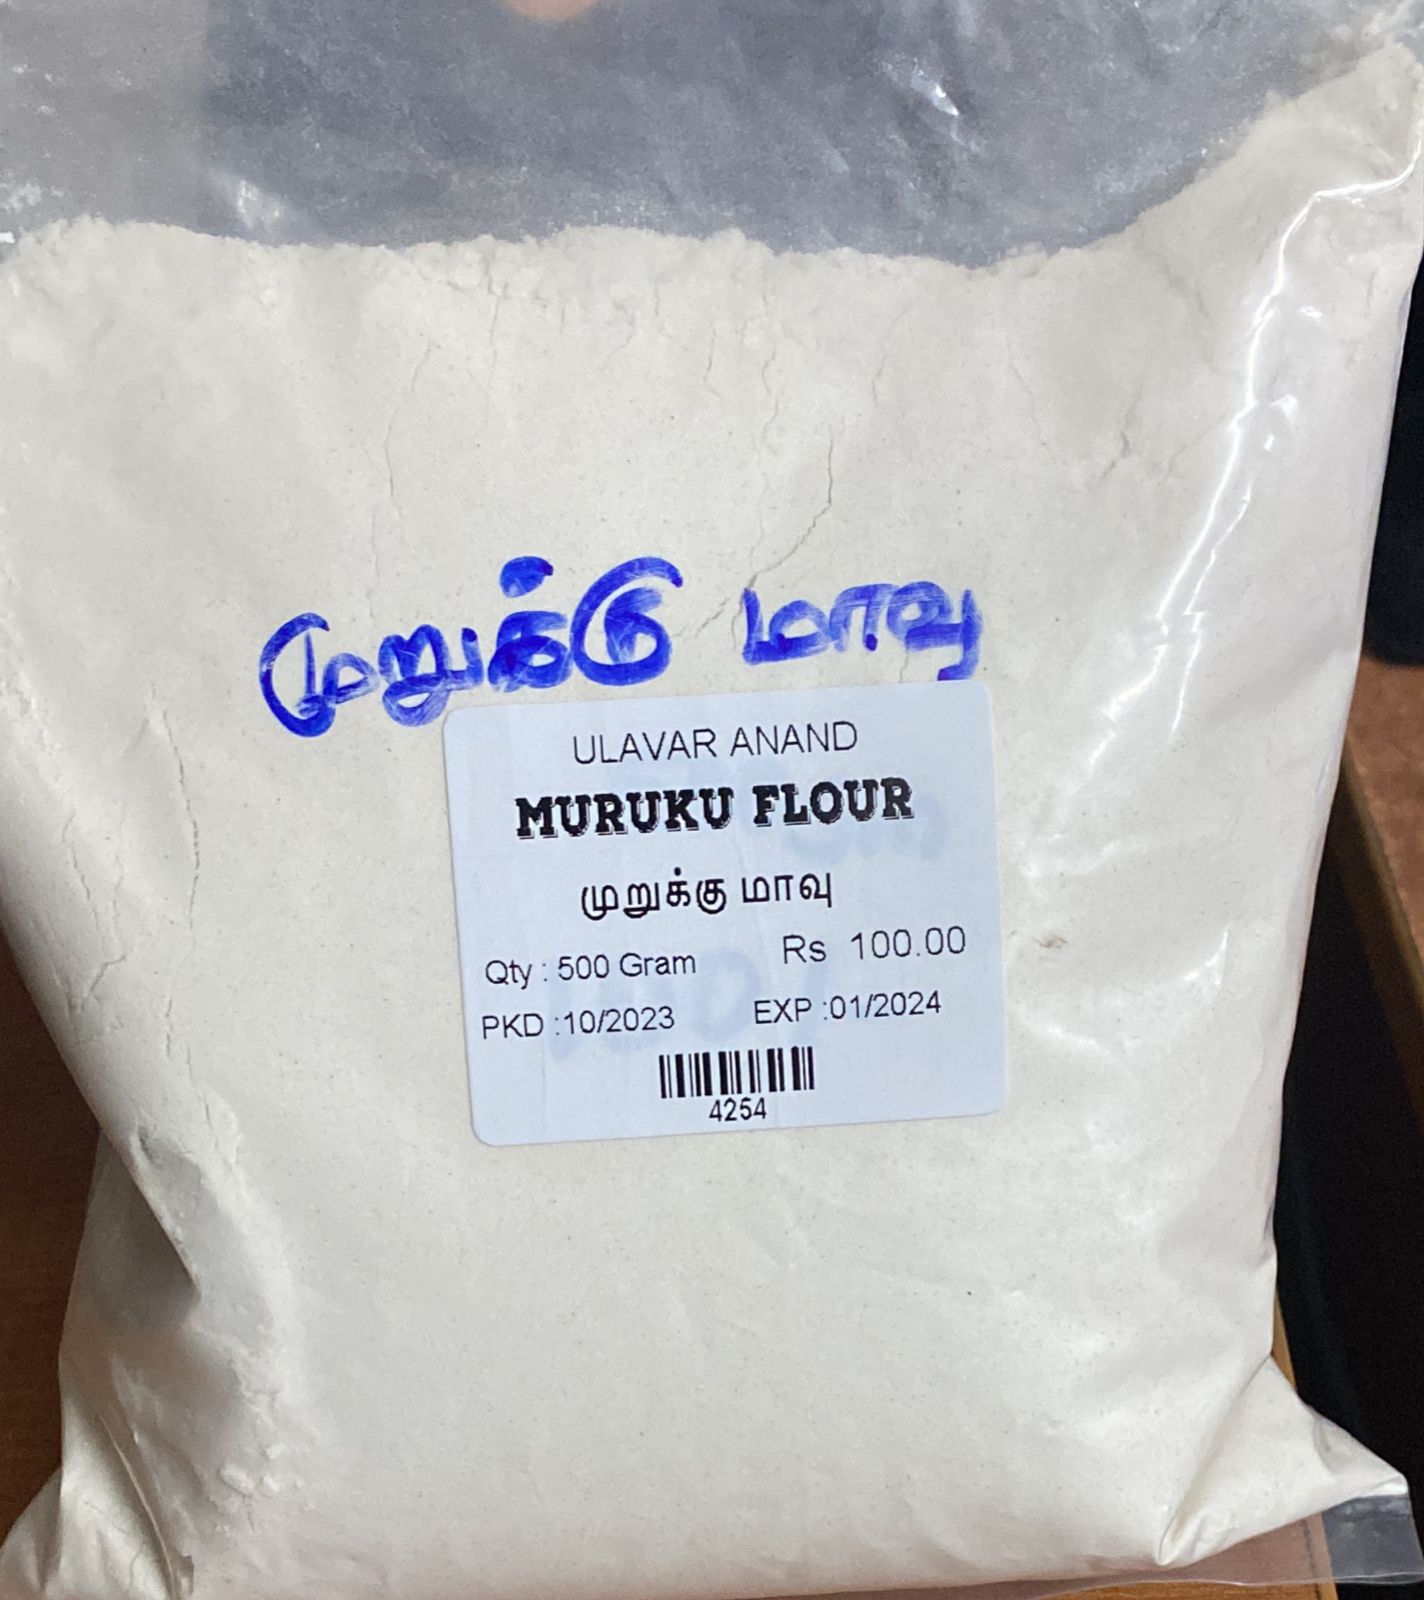 முறுக்கு மாவு
ULAVAR ANAND
MURUKU FLOUR
முறுக்கு மாவு
Qty : 500 Gram Rs 100.00
PKD :10/2023 EXP :01/2024
4254